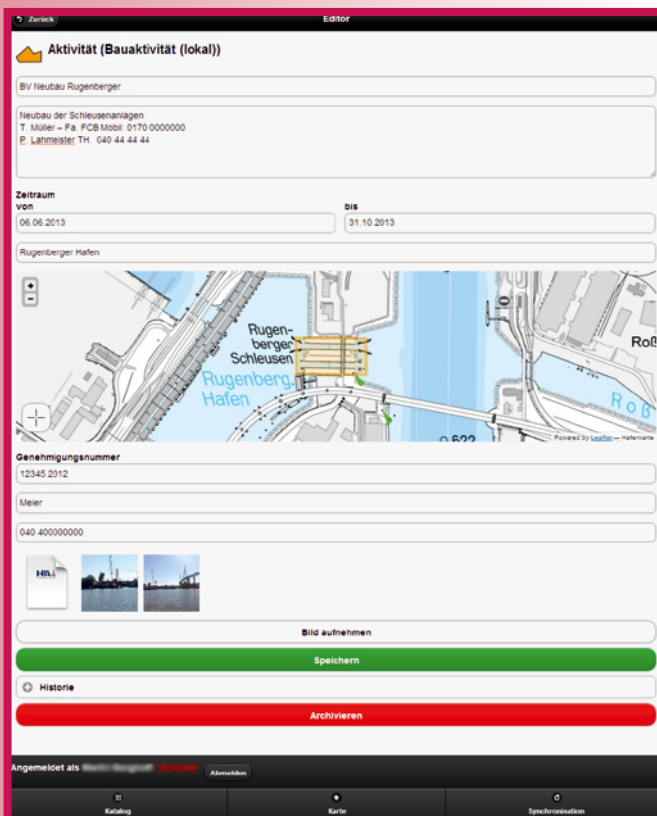 Zurück
Editor
Aktivität (Bauaktivität (lokal))
BV Neubau Rugenberger
Neubau der Schleusenanlagen
T. Müller – Fa. FCB Mobil: 0170 0000000
P. Lahmeister TH. 040 44 44 44
Zeitraum
von
bis
06.06.2013
31.10.2013
Rugenberger Hafen
+
−
Rugen-
berger
Schleusen
Rugenberg.
Hafen
Roß
Roß
622
Powered by Leaflet — Hafenkarte
Genehmigungsnummer
12345.2012
Meier
040 400000000
Bild aufnehmen
Speichern
Historie
Archivieren
Angemeldet als
Abmelden
Katalog
Karte
Synchronisation